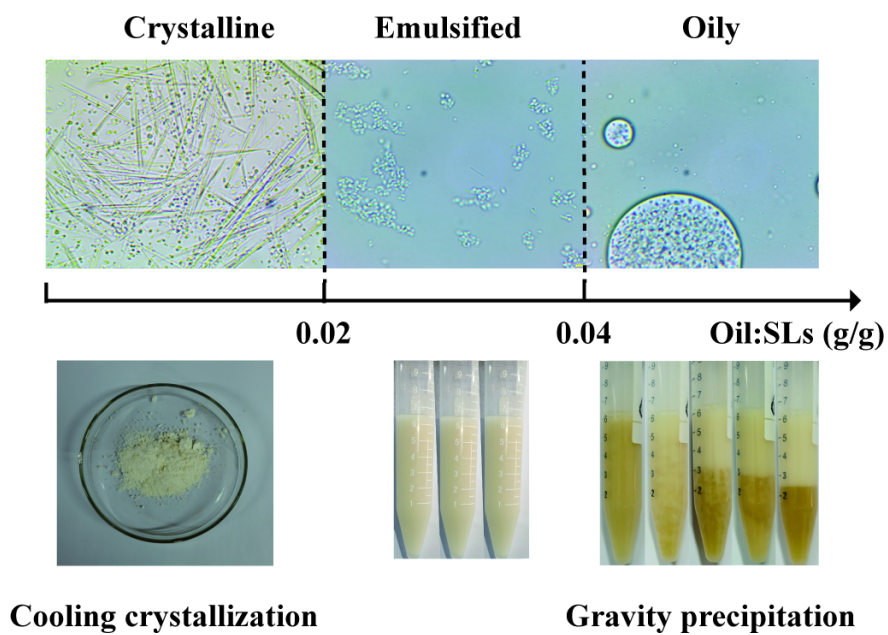 Crystalline Emulsified Oily
0.02 0.04 Oil:SLs (g/g)
Cooling crystallization Gravity precipitation